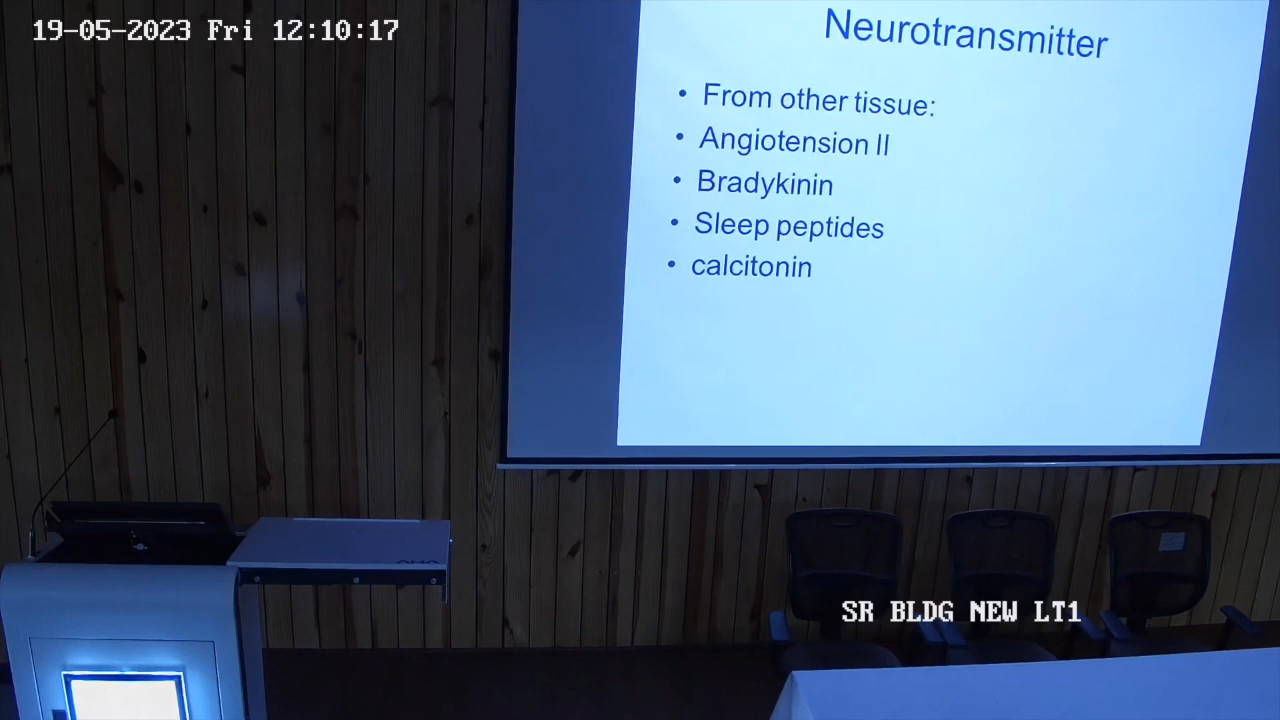 19-05-2023 Fri 12:10:17
Neurotransmitter
• From other tissue:
• Angiotension II
• Bradykinin
• Sleep peptides
• calcitonin
SR BLDG NEW LT1